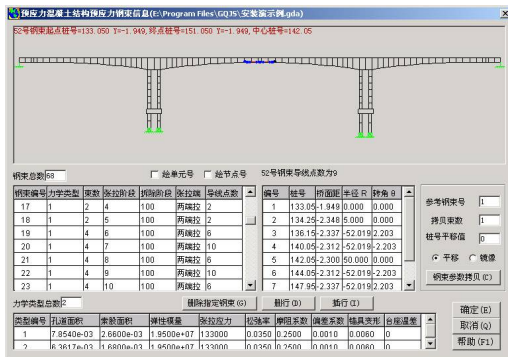 预应力混凝土结构预应力钢束信息(E:\Program Files\GQJS\安装演示例.gda)
52号钢束起点桩号=133.050 Y=-1.949,终点桩号=151.050 Y=-1.949,中心桩号=142.05
钢束总数 68 绘单元号 绘节点号 52号钢束导线点数为9
钢束编号 力学类型 束数 张拉阶段 拆除阶段 张拉端 导线点数
17 1 2 4 100 两端拉 2
18 1 2 5 100 两端拉 2
19 1 4 6 100 两端拉 6
20 1 4 7 100 两端拉 10
21 1 4 8 100 两端拉 6
22 1 4 9 100 两端拉 10
23 1 4 10 100 两端拉 6
编号 桩号 桥面距 半径 R 转角 θ
1 133.05 -1.949 0.000 0.000
2 134.25 -2.348 5.000 0.000
3 136.15 -2.337 -52.019 2.203
4 140.05 -2.312 -52.019 -2.203
5 142.05 -2.300 50.000 0.000
6 144.05 -2.312 -52.019 -2.203
7 147.95 -2.337 -52.019 2.203
参考钢束号 1
拷贝束数 1
桩号平移值 0
平移 镜像
钢束参数拷贝(C)
力学类型总数 2 删除指定钢束(G) 删行(D) 插行(I)
类型编号 孔道面积 索股面积 弹性模量 张拉应力 松弛率 摩阻系数 偏差系数 锚具变形 台座温差
1 7.8540e-03 2.6600e-03 1.9500e+07 133000 0.0350 0.2500 0.0010 0.0060 0
2 6.3617e-03 1.6800e-03 1.9500e+07 133000 0.0350 0.2500 0.0010 0.0060 0
确定(E)
取消(Q)
帮助(F1)